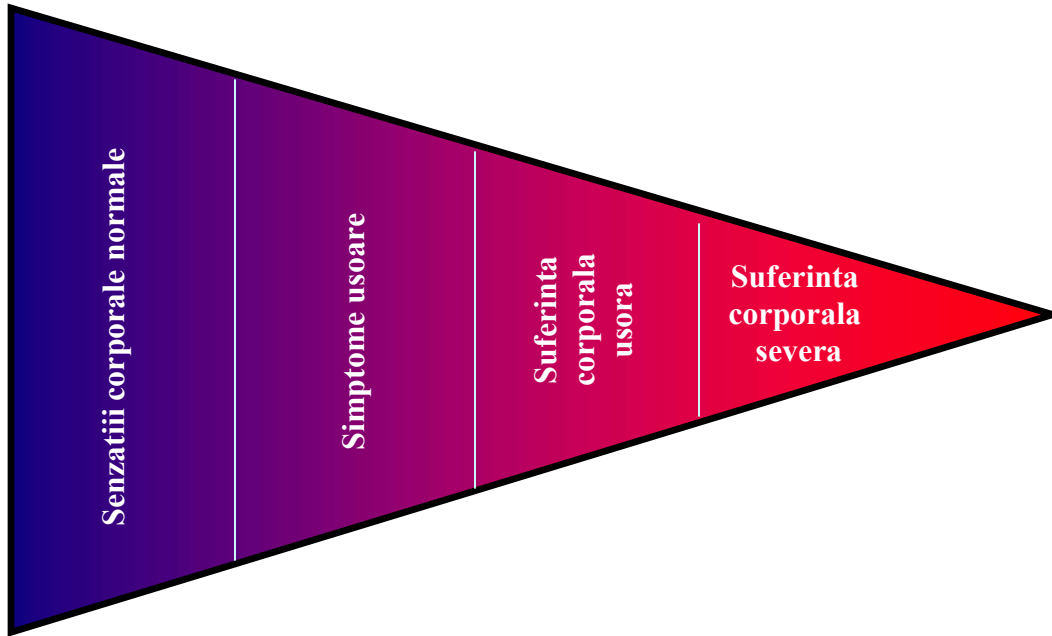 Senzatiii corporale normale
Simptome usoare
Suferinta
corporala
usora
Suferinta
corporala
severa